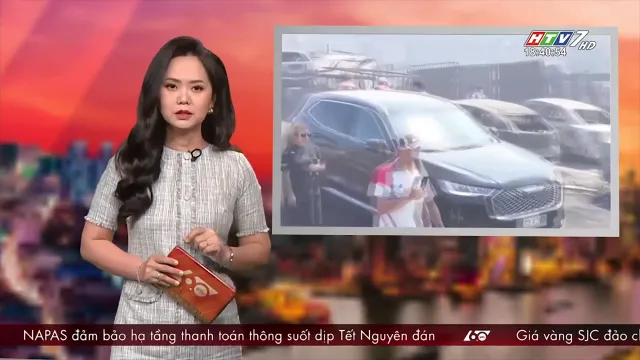 HTV7 HD
18:40:54
NAPAS đảm bảo hạ tầng thanh toán thông suốt dịp Tết Nguyên đán
60
Giá vàng SJC đảo c